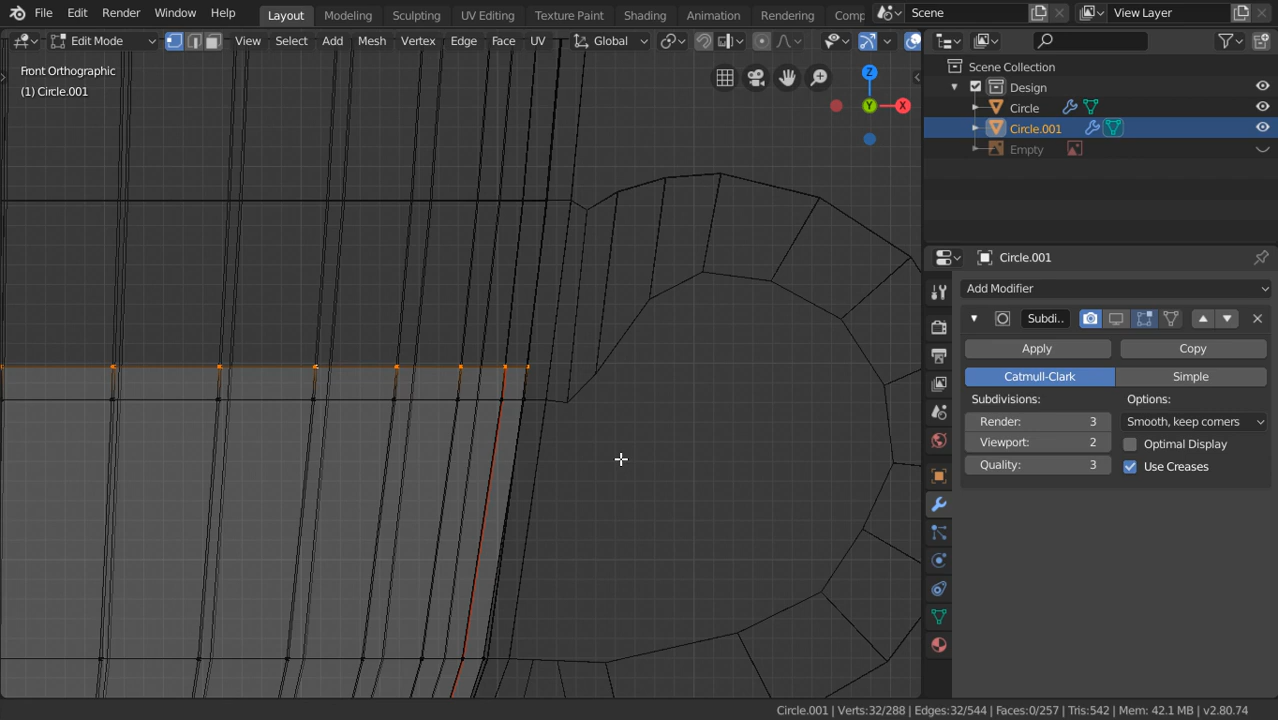 File Edit Render Window Help Layout Modeling Sculpting UV Editing Texture Paint Shading Animation Rendering Comp Scene View Layer
Edit Mode View Select Add Mesh Vertex Edge Face UV Global
Front Orthographic
(1) Circle.001
Z
Y
X
Scene Collection
Design
Circle
Circle.001
Empty
Circle.001
Add Modifier
Subdi..
Apply Copy
Catmull-Clark Simple
Subdivisions: Options:
Render: 3 Smooth, keep corners
Viewport: 2 Optimal Display
Quality: 3 Use Creases
Circle.001 | Verts:32/288 | Edges:32/544 | Faces:0/257 | Tris:542 | Mem: 42.1 MB | v2.80.74